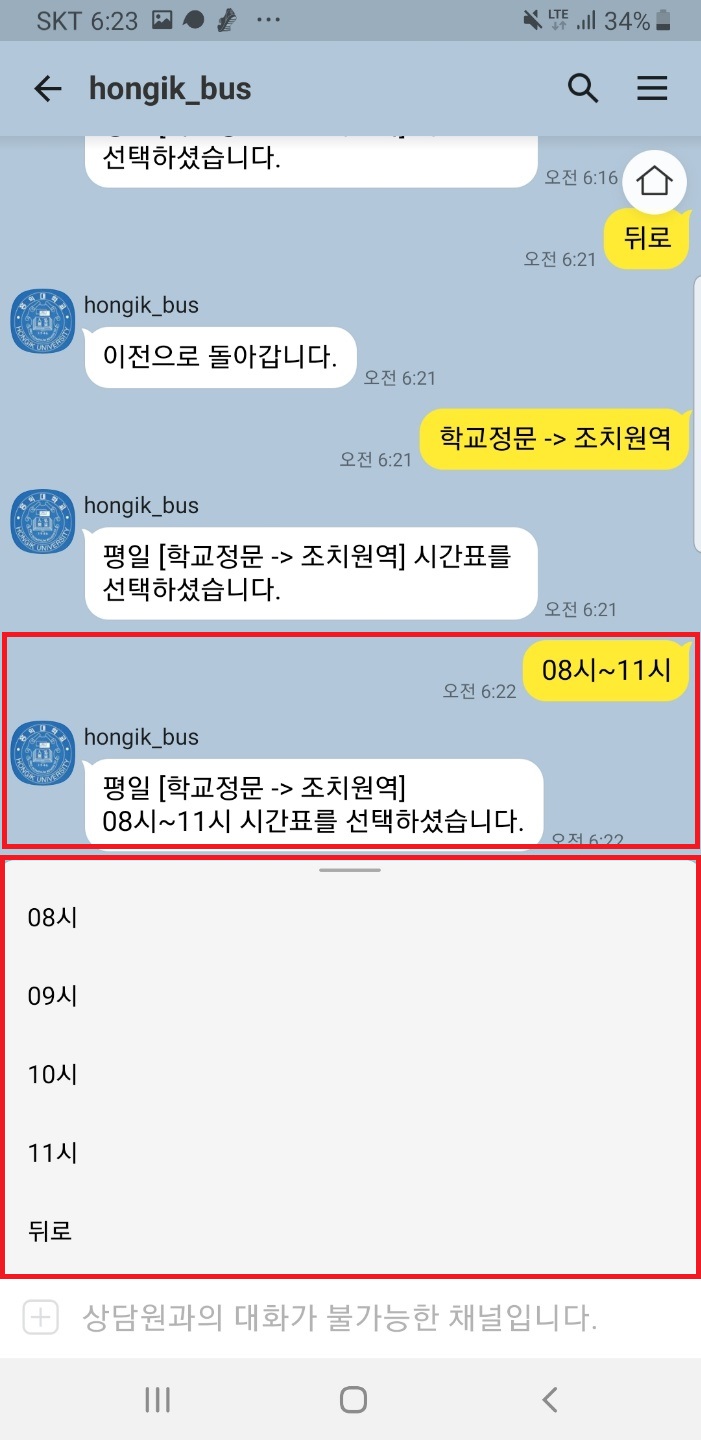 SKT 6:23
LTE
34%
hongik_bus
선택하셨습니다.
오전 6:16
뒤로
오전 6:21
hongik_bus
이전으로 돌아갑니다.
오전 6:21
학교정문 -> 조치원역
오전 6:21
hongik_bus
평일 [학교정문 -> 조치원역] 시간표를
선택하셨습니다.
오전 6:21
08시~11시
오전 6:22
hongik_bus
평일 [학교정문 -> 조치원역]
08시~11시 시간표를 선택하셨습니다.
오전 6:22
08시
09시
10시
11시
뒤로
상담원과의 대화가 불가능한 채널입니다.